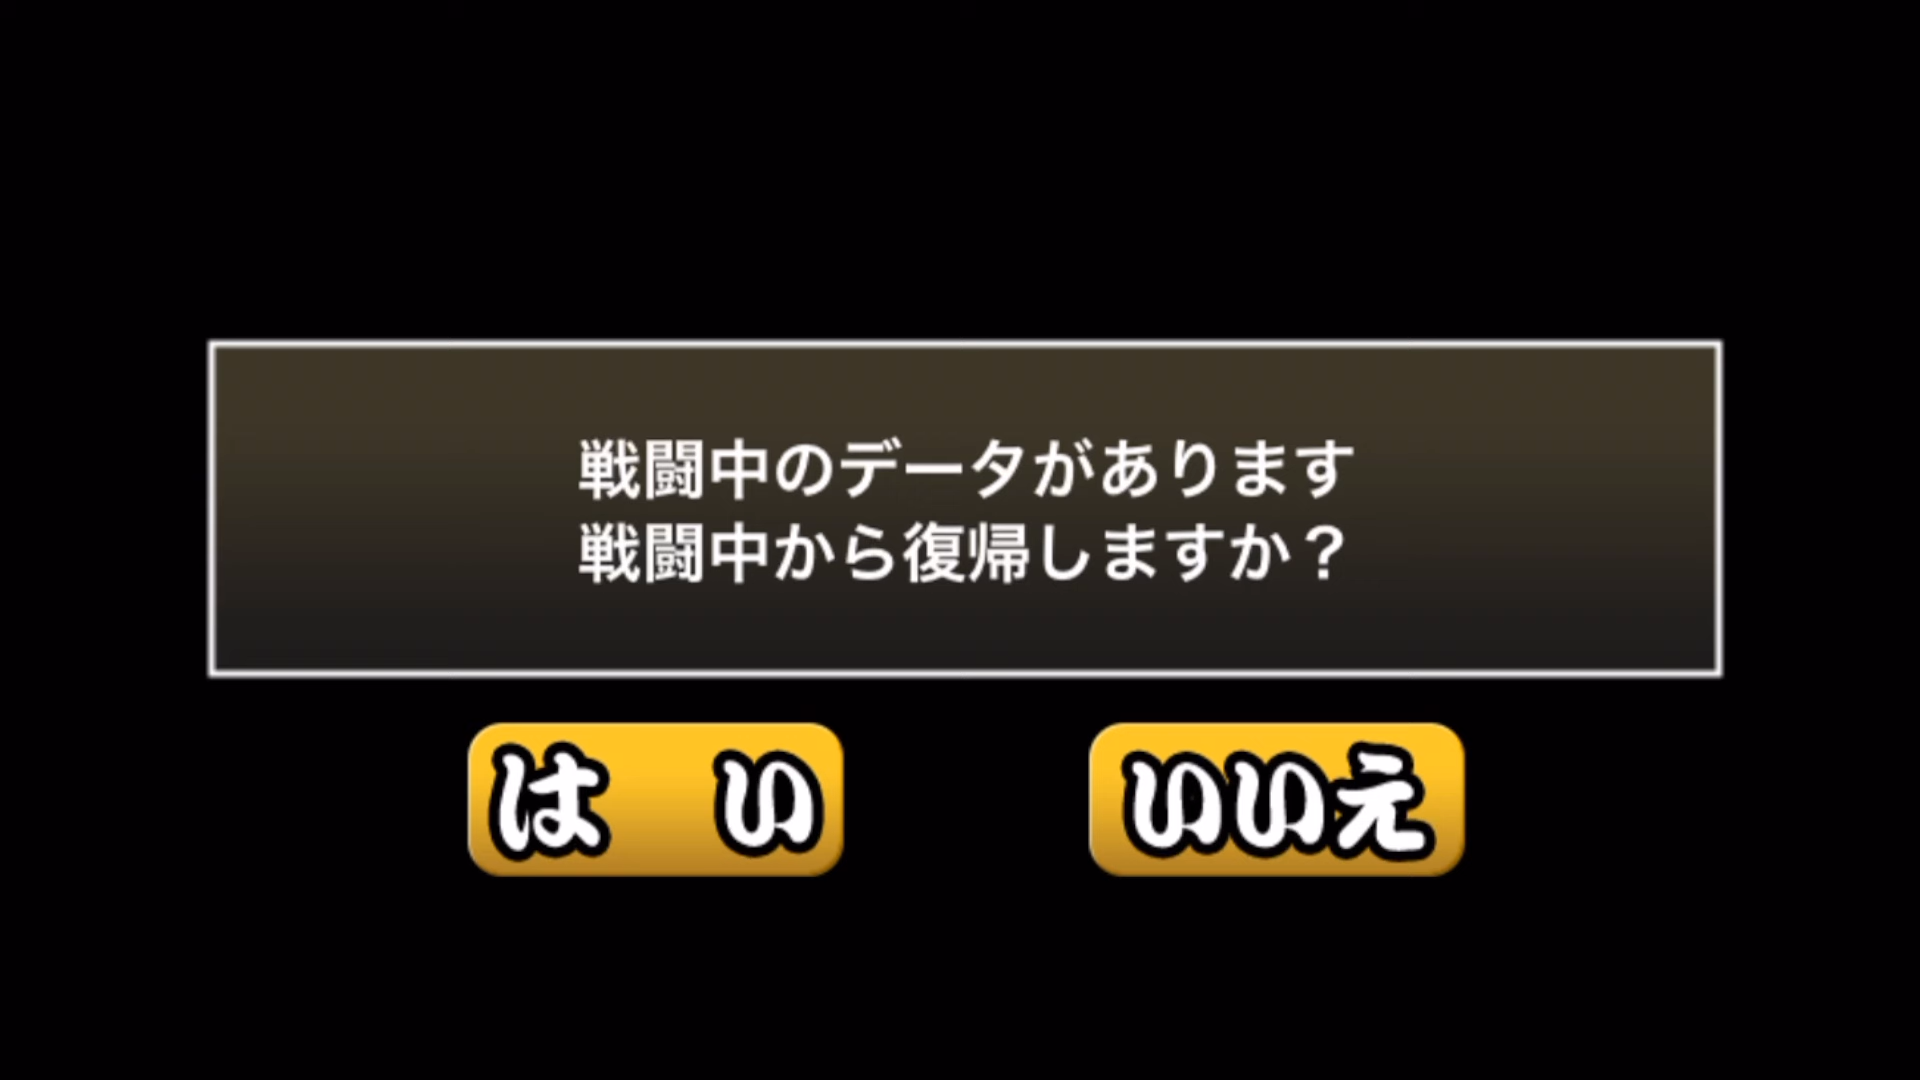 戦闘中のデータがあります
戦闘中から復帰しますか？
は　い
いいえ